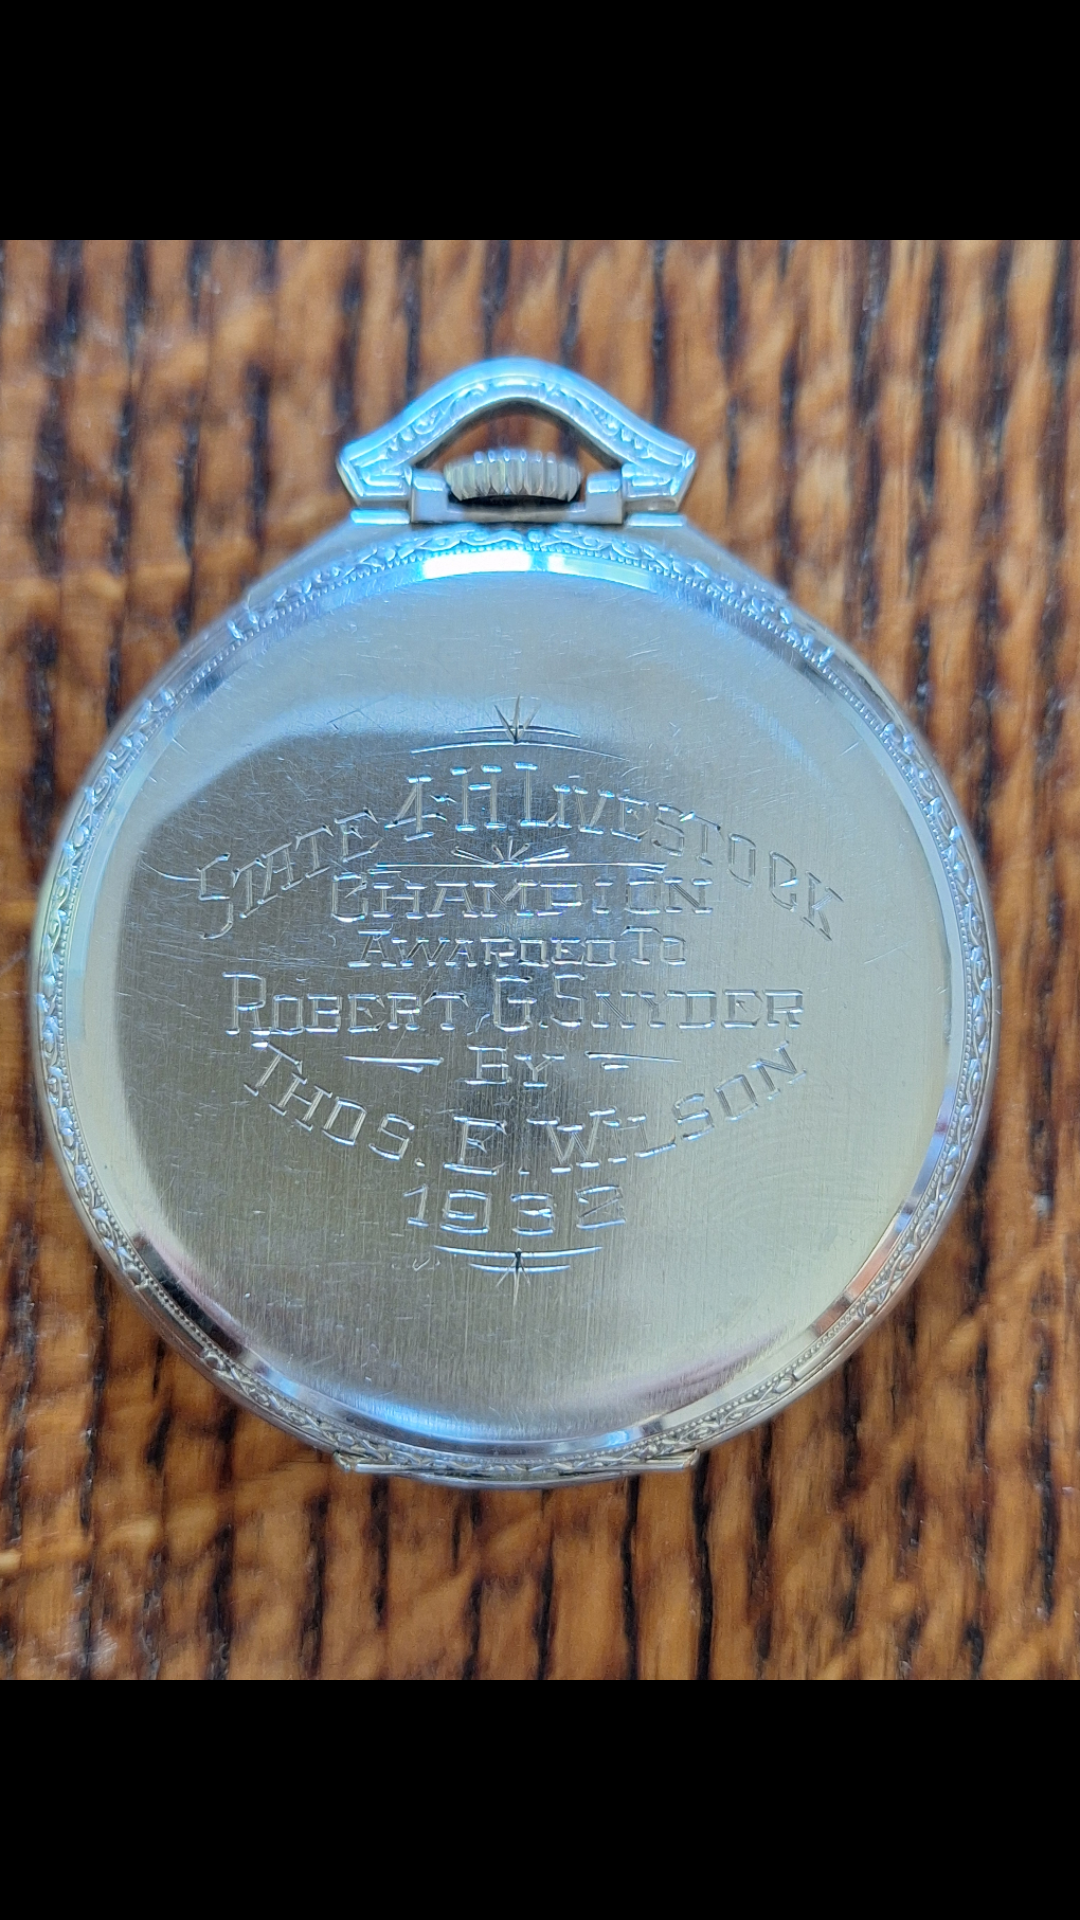 STATE 4-H LIVESTOCK
CHAMPION
AWARDED TO
ROBERT G. SNYDER
BY
THOS. E. WILSON
1932